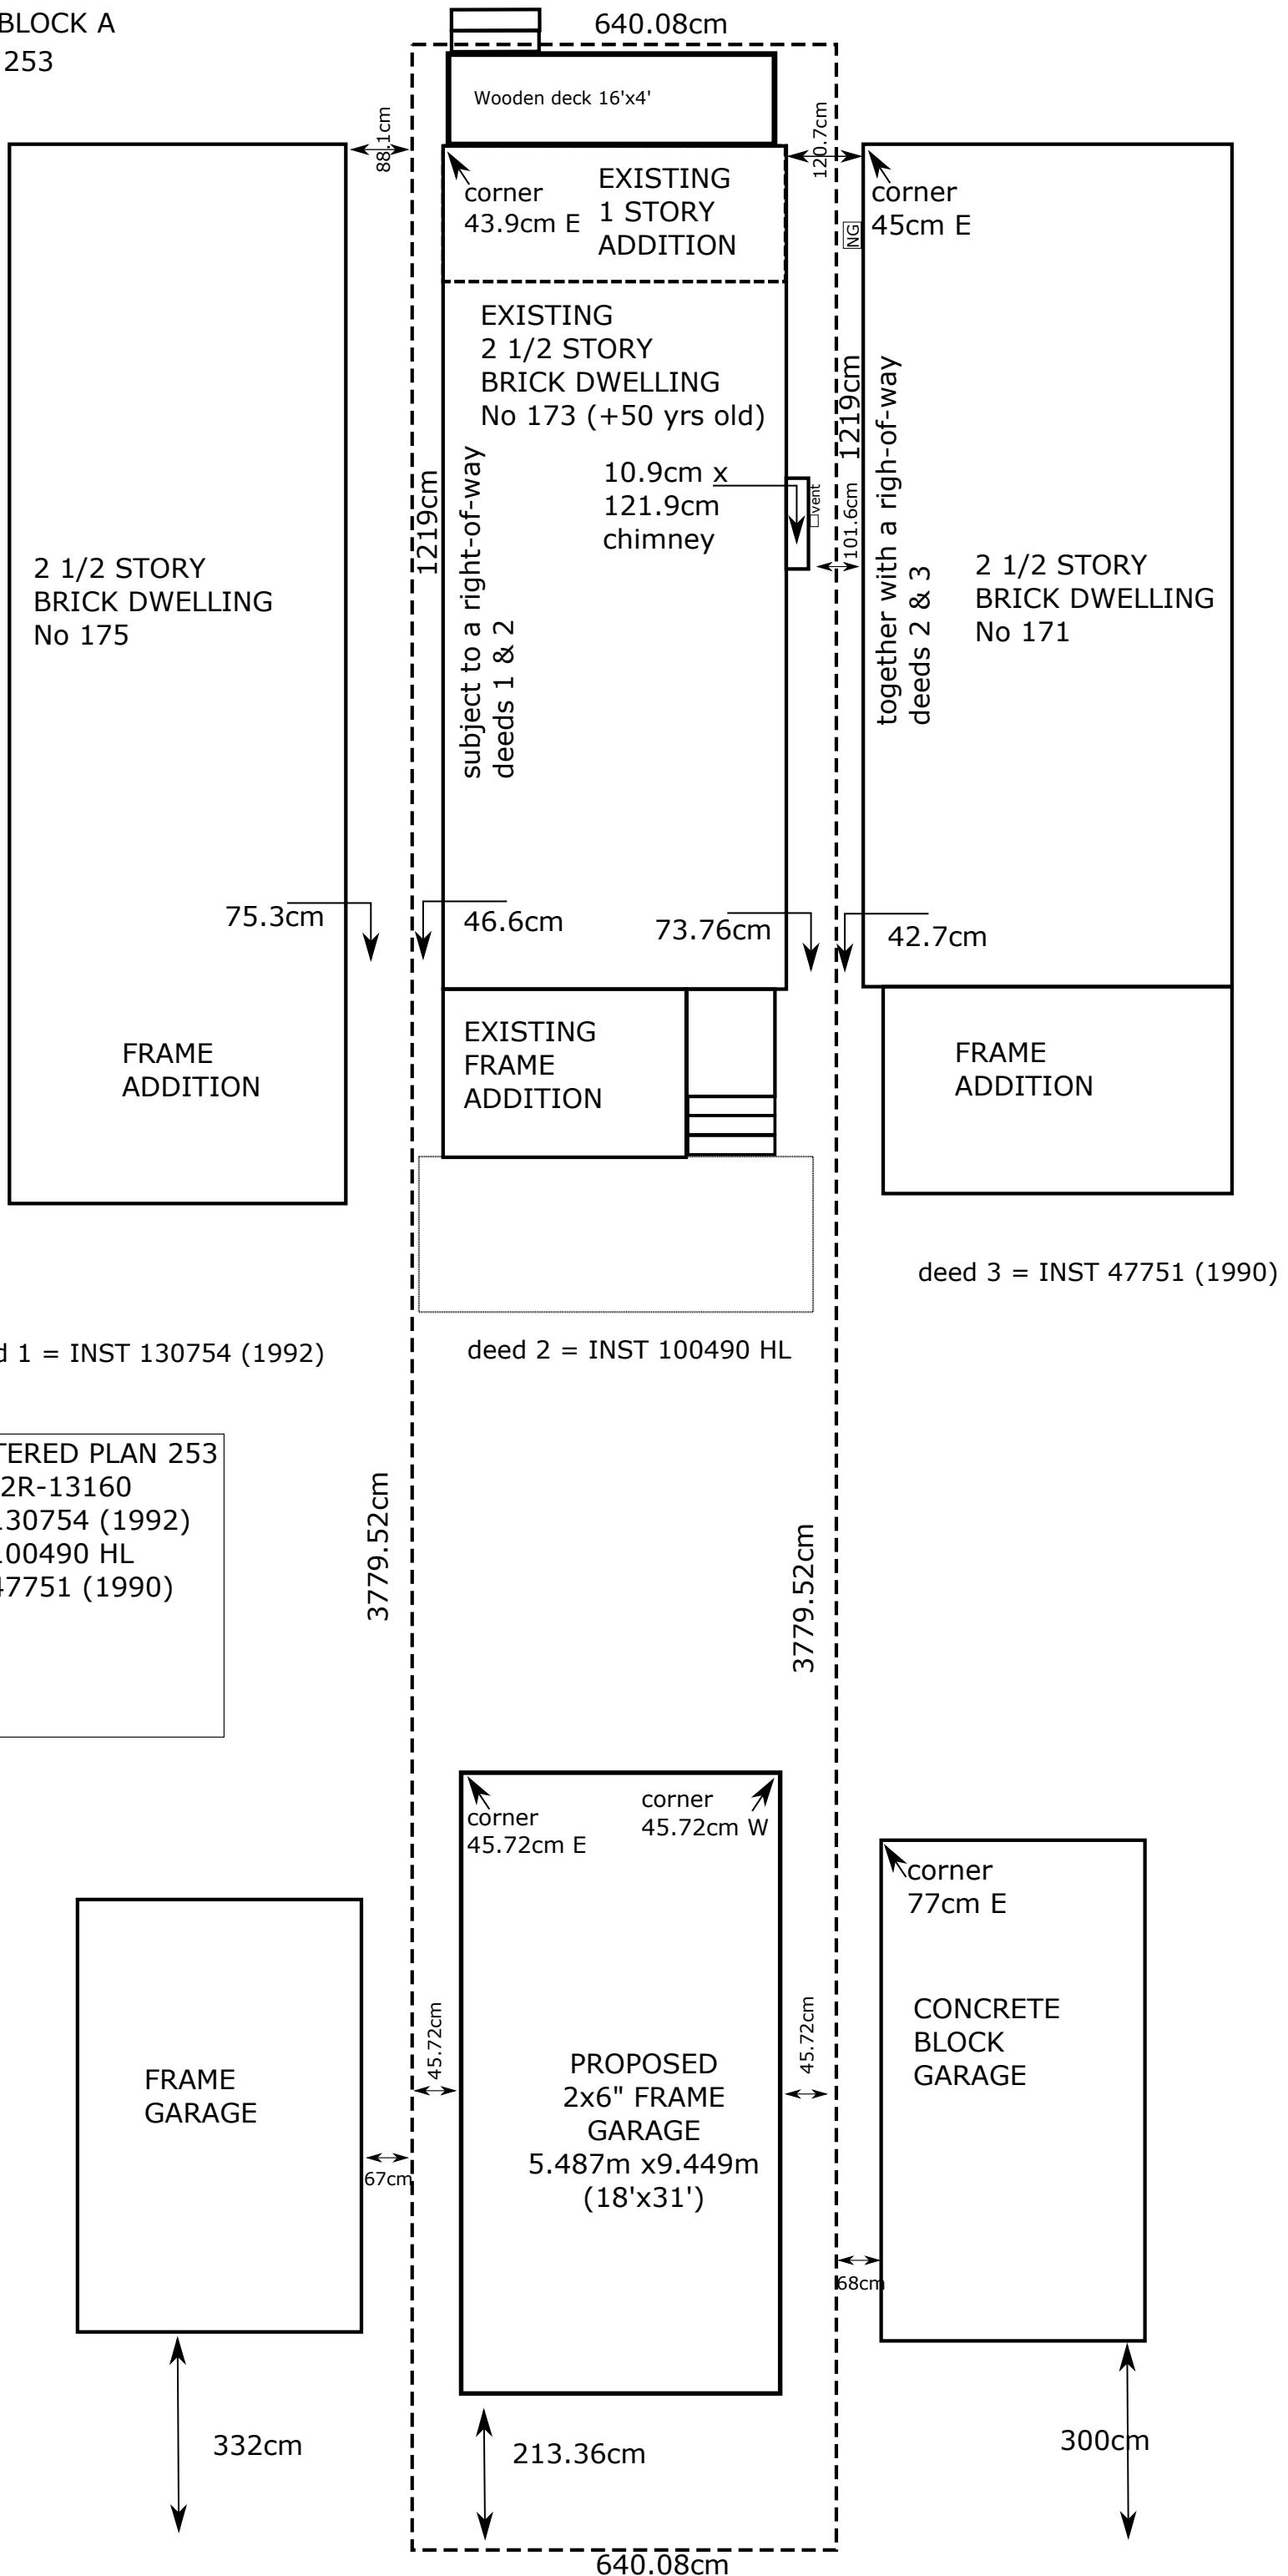 BLOCK A
253
640.08cm
Wooden deck 16'x4'
88.1cm
120.7cm
corner
43.9cm E
EXISTING
1 STORY
ADDITION
corner
45cm E
NG
EXISTING
2 1/2 STORY
BRICK DWELLING
No 173 (+50 yrs old)
1219cm
subject to a right-of-way
deeds 1 & 2
10.9cm x
121.9cm
chimney
vent
101.6cm
1219cm
together with a righ-of-way
deeds 2 & 3
2 1/2 STORY
BRICK DWELLING
No 175
2 1/2 STORY
BRICK DWELLING
No 171
75.3cm
46.6cm
73.76cm
42.7cm
FRAME
ADDITION
EXISTING
FRAME
ADDITION
FRAME
ADDITION
deed 3 = INST 47751 (1990)
d 1 = INST 130754 (1992)
deed 2 = INST 100490 HL
TERED PLAN 253
2R-13160
130754 (1992)
100490 HL
47751 (1990)
3779.52cm
3779.52cm
corner
45.72cm E
corner
45.72cm W
corner
77cm E
45.72cm
45.72cm
FRAME
GARAGE
PROPOSED
2x6" FRAME
GARAGE
5.487m x9.449m
(18'x31')
CONCRETE
BLOCK
GARAGE
67cm
68cm
332cm
213.36cm
300cm
640.08cm